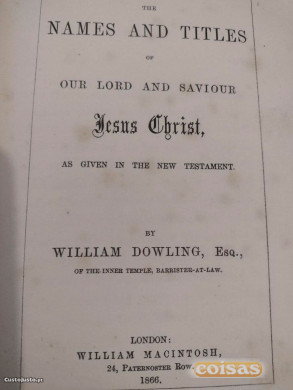 THE
NAMES AND TITLES
OF
OUR LORD AND SAVIOUR
Jesus Christ,
AS GIVEN IN THE NEW TESTAMENT.
BY
WILLIAM DOWLING, Esq.,
OF THE INNER TEMPLE, BARRISTER-AT-LAW.
LONDON:
WILLIAM MACINTOSH,
24, PATERNOSTER ROW.
1866.
coisas
CustoJusto.pt